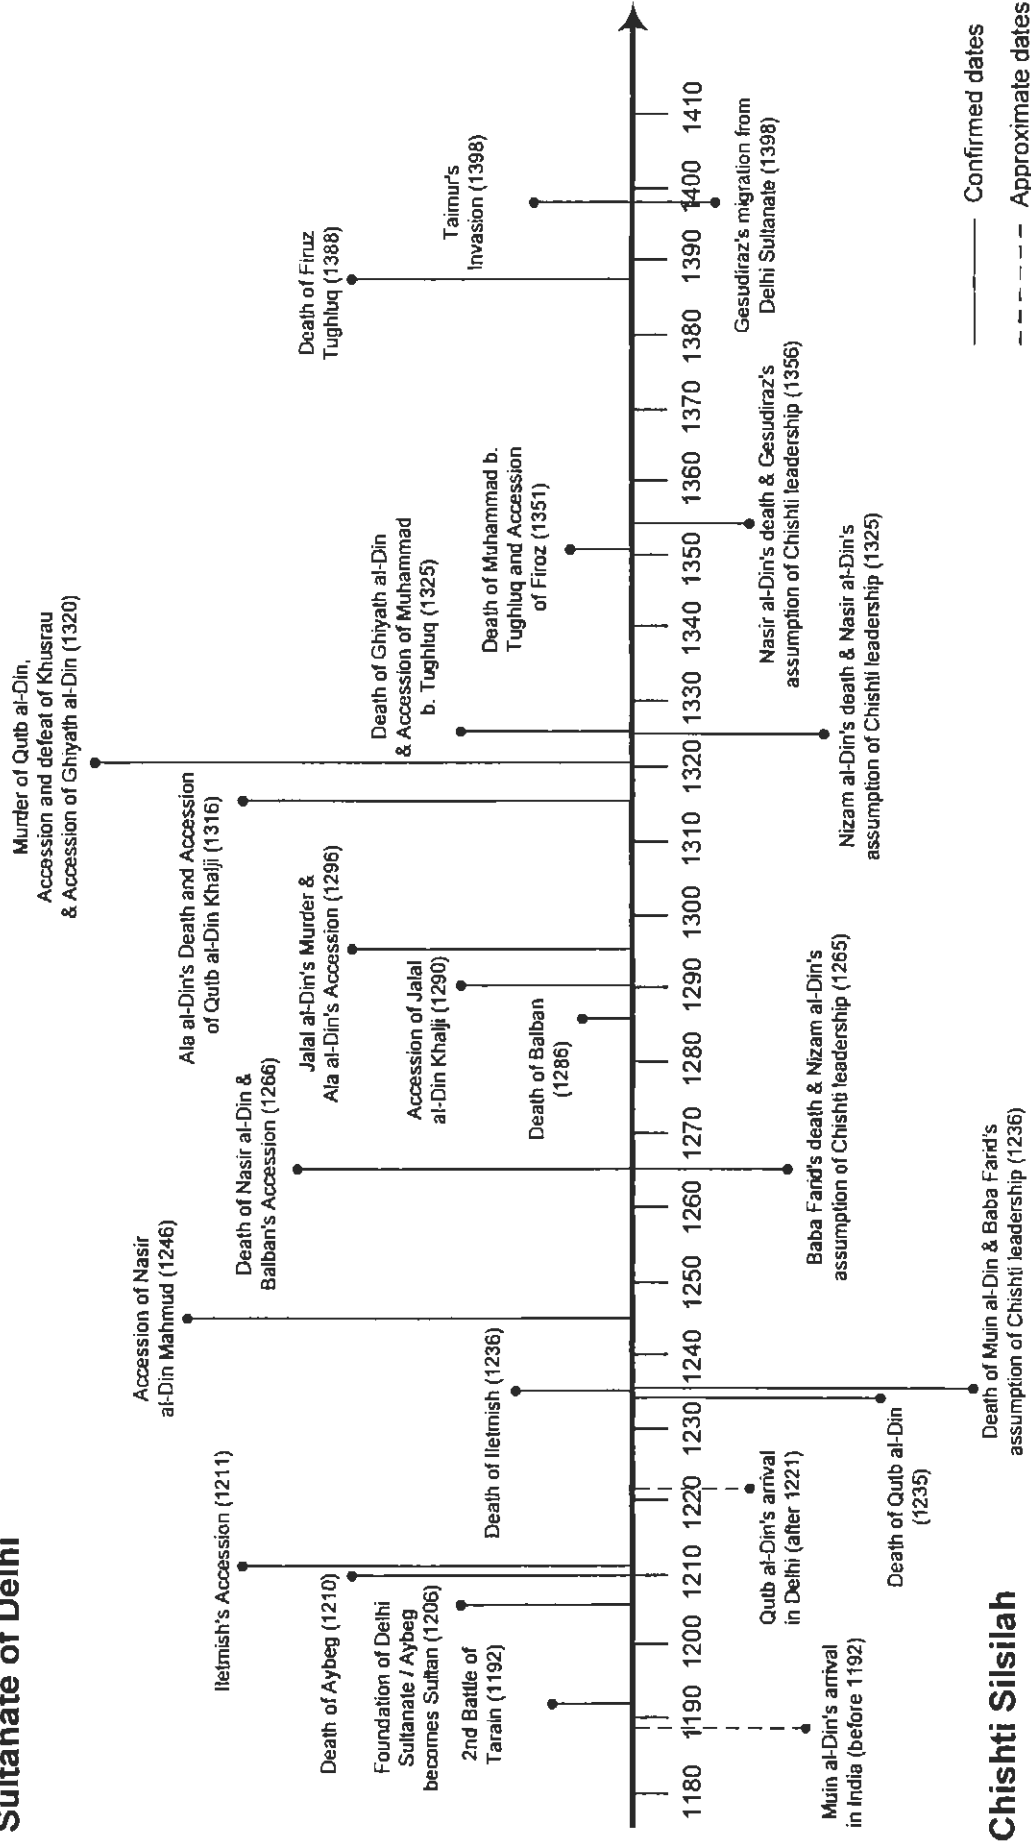 Sultanate of Delhi
2nd Battle of
Tarain (1192)
Foundation of Delhi
Sultanate / Aybeg
becomes Sultan (1206)
Death of Aybeg (1210)
Iletmish's Accession (1211)
Death of Iletmish (1236)
Accession of Nasir
al-Din Mahmud (1246)
Death of Nasir al-Din &
Balban's Accession (1266)
Death of Balban
(1286)
Accession of Jalal
al-Din Khalji (1290)
Jalal al-Din's Murder &
Ala al-Din's Accession (1296)
Ala al-Din's Death and Accession
of Qutb al-Din Khalji (1316)
Murder of Qutb al-Din,
Accession and defeat of Khusrau
& Accession of Ghiyath al-Din (1320)
Death of Ghiyath al-Din
& Accession of Muhammad
b. Tughluq (1325)
Death of Muhammad b.
Tughluq and Accession
of Firoz (1351)
Death of Firuz
Tughluq (1388)
Taimur's
Invasion (1398)
1180 1190 1200 1210 1220 1230 1240 1250 1260 1270 1280 1290 1300 1310 1320 1330 1340 1350 1360 1370 1380 1390 1400 1410
Muin al-Din's arrival
in India (before 1192)
Qutb al-Din's arrival
in Delhi (after 1221)
Death of Qutb al-Din
(1235)
Death of Muin al-Din & Baba Farid's
assumption of Chishti leadership (1236)
Baba Farid's death & Nizam al-Din's
assumption of Chishti leadership (1265)
Nizam al-Din's death & Nasir al-Din's
assumption of Chishti leadership (1325)
Nasir al-Din's death & Gesudiraz's
assumption of Chishti leadership (1356)
Gesudiraz's migration from
Delhi Sultanate (1398)
Chishti Silsilah
Confirmed dates
Approximate dates